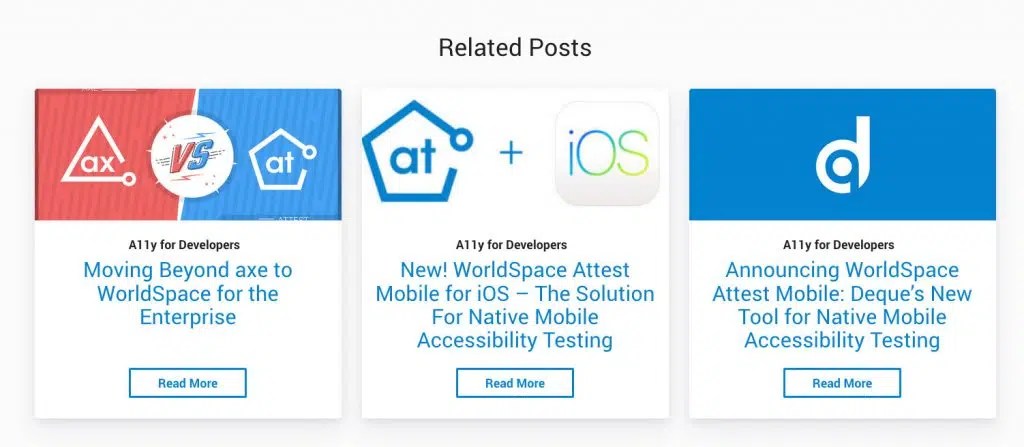 Related Posts
ax
VS
at
ATTEST
A11y for Developers
Moving Beyond axe to
WorldSpace for the
Enterprise
Read More
at
+
iOS
A11y for Developers
New! WorldSpace Attest
Mobile for iOS – The Solution
For Native Mobile
Accessibility Testing
Read More
d
A11y for Developers
Announcing WorldSpace
Attest Mobile: Deque's New
Tool for Native Mobile
Accessibility Testing
Read More